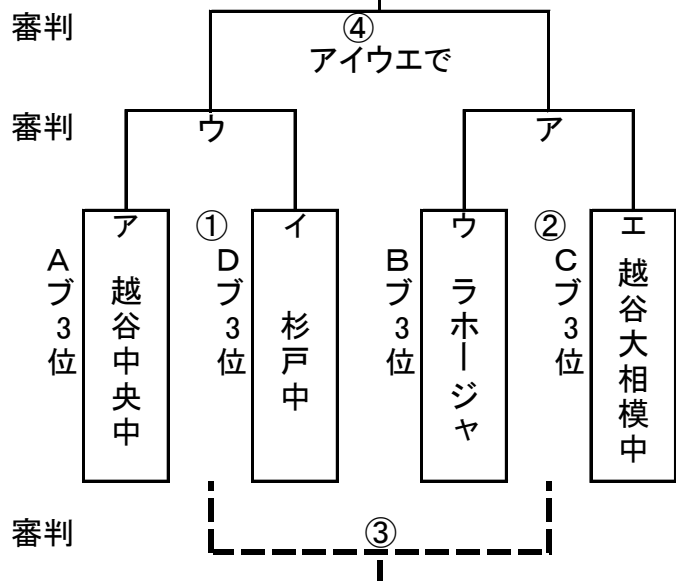 審判
④
アイウエで
審判
ウ
ア
Aブ3位
ア 越谷中央中
①
Dブ3位
イ 杉戸中
Bブ3位
ウ ラホージャ
②
Cブ3位
エ 越谷大相模中
審判
③